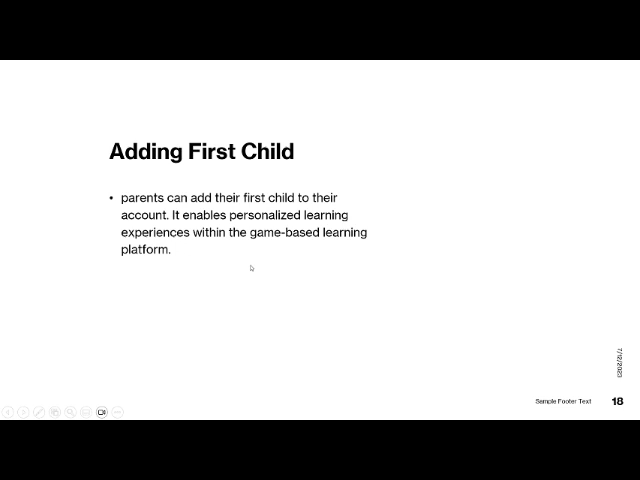 Adding First Child
• parents can add their first child to their
account. It enables personalized learning
experiences within the game-based learning
platform.
7/12/2023
Sample Footer Text
18